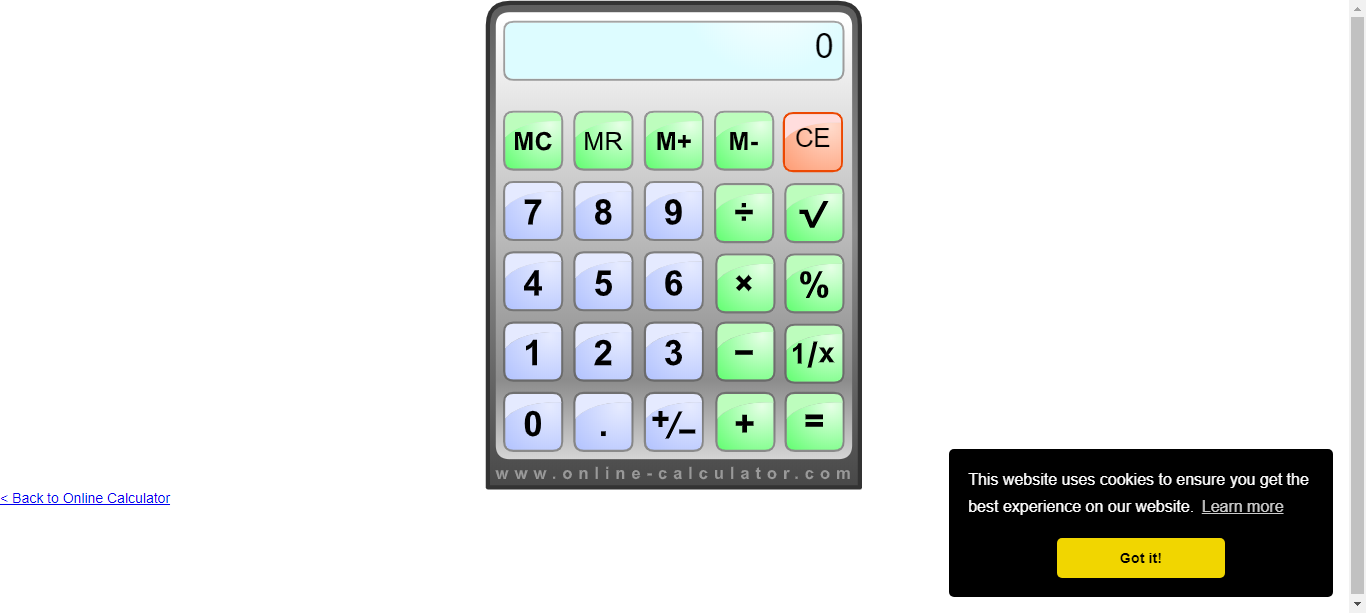 0
MC MR M+ M- CE
7 8 9 ÷ √
4 5 6 × %
1 2 3 − 1/x
0 . +/− + =
www.online-calculator.com
< Back to Online Calculator
This website uses cookies to ensure you get the
best experience on our website. Learn more
Got it!